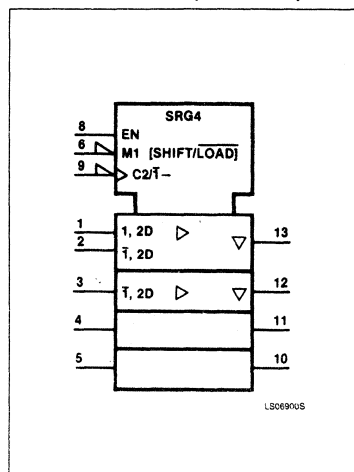 SRG4
8 EN
6 M1 [SHIFT/L̅O̅A̅D̅]
9 C2/1̅→
1 1, 2D 13
2 1̅, 2D
3 1̅, 2D 12
4 11
5 10
LS06900S